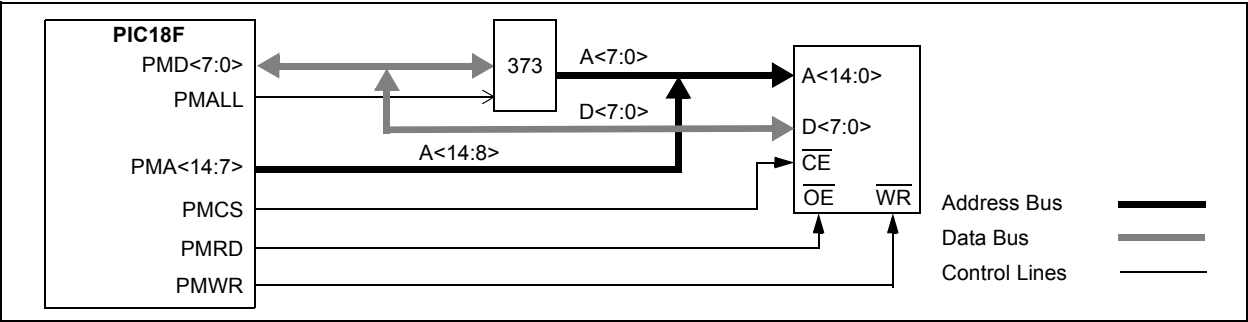 PIC18F
PMD<7:0>
PMALL
PMA<14:7>
PMCS
PMRD
PMWR
373
A<7:0>
D<7:0>
A<14:8>
A<14:0>
D<7:0>
CE
OE WR
Address Bus
Data Bus
Control Lines